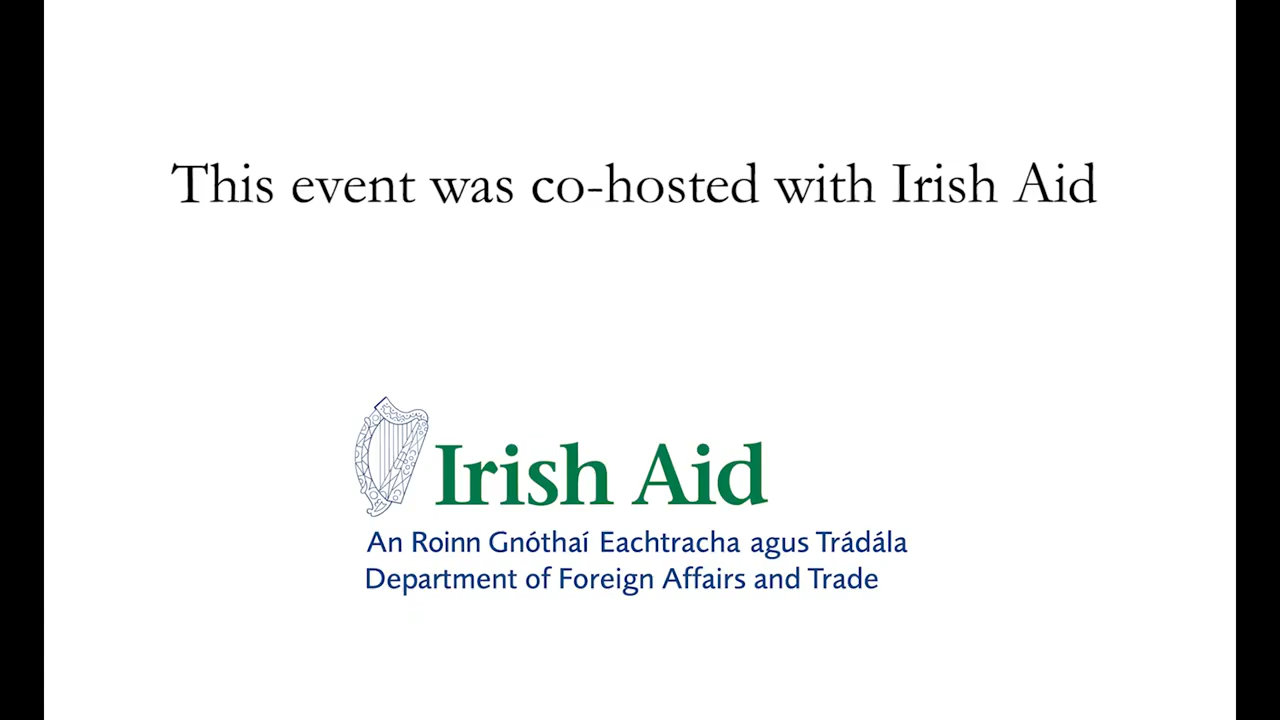 This event was co-hosted with Irish Aid
Irish Aid
An Roinn Gnóthaí Eachtracha agus Trádála
Department of Foreign Affairs and Trade